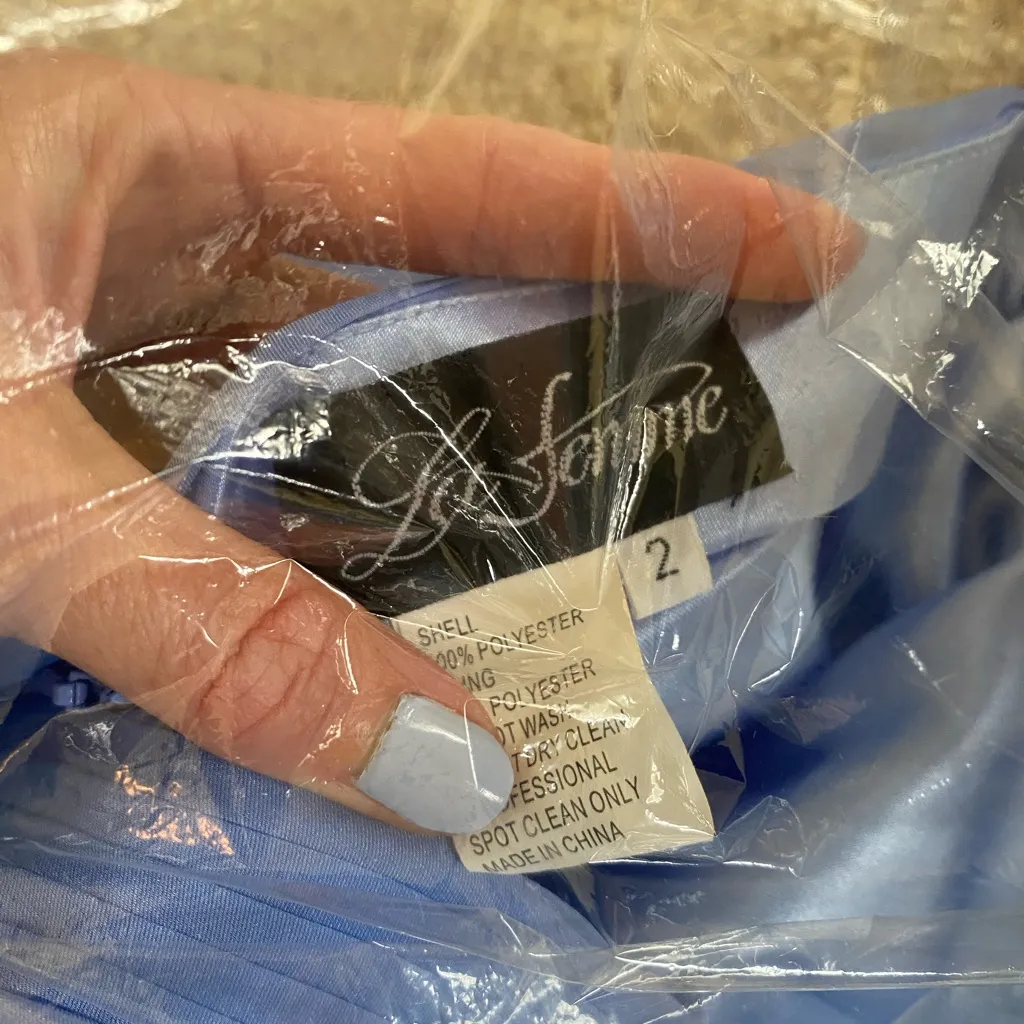 La Femme
2
SHELL
00% POLYESTER
ING
POLYESTER
OT WASH
T DRY CLEAN
FESSIONAL
SPOT CLEAN ONLY
MADE IN CHINA